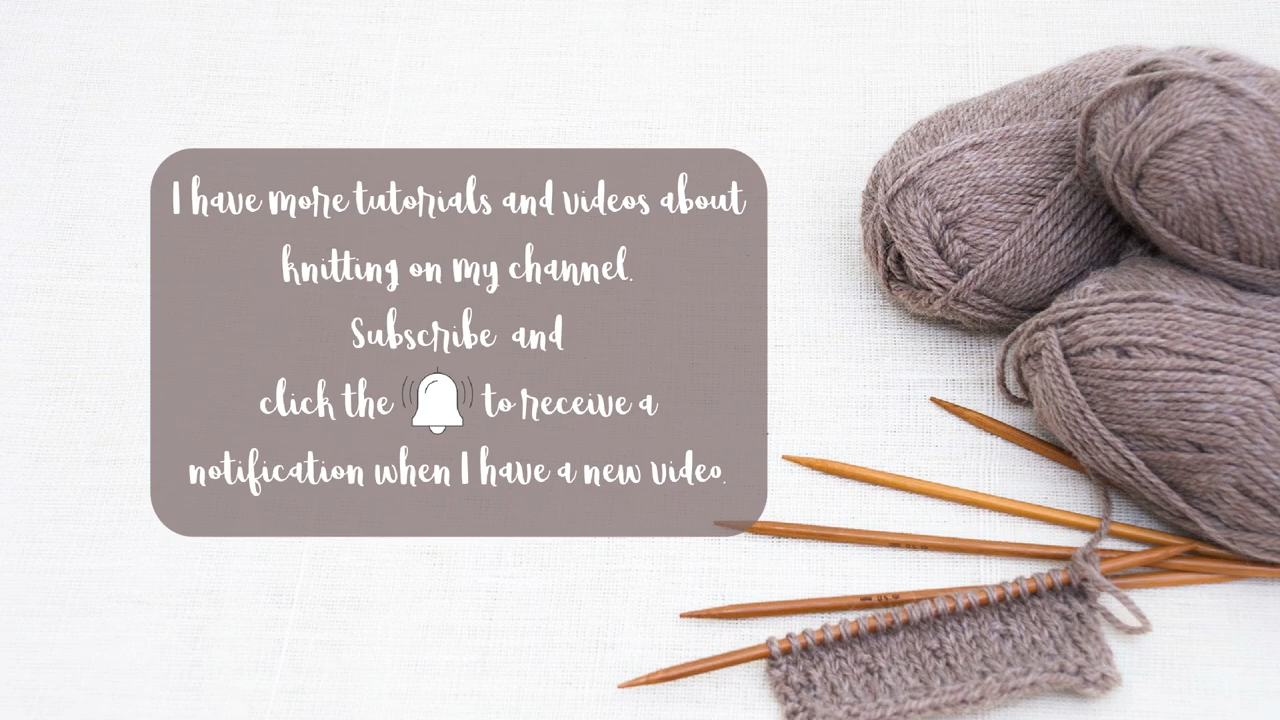 I have more tutorials and videos about
knitting on my channel.
Subscribe and
click the to receive a
notification when I have a new video.